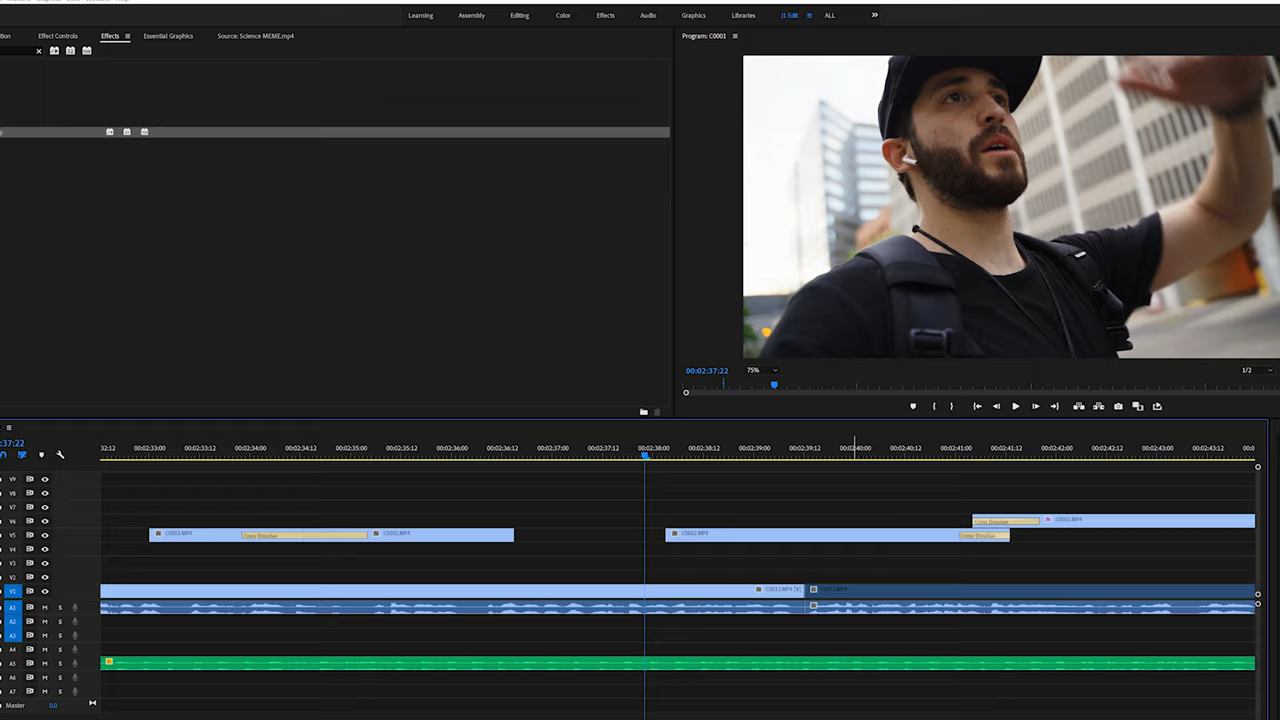 Learning Assembly Editing Color Effects Audio Graphics Libraries J1 Edit ALL
Effect Controls Effects Essential Graphics Source: Science MEME.mp4 Program: C0001
00:02:37:22 75% 1/2
:37:22
32:12 00:02:33:00 00:02:33:12 00:02:34:00 00:02:34:12 00:02:35:00 00:02:35:12 00:02:36:00 00:02:36:12 00:02:37:00 00:02:37:12 00:02:38:00 00:02:38:12 00:02:39:00 00:02:39:12 00:02:40:00 00:02:40:12 00:02:41:00 00:02:41:12 00:02:42:00 00:02:42:12 00:02:43:00 00:02:43:12 00:0
V9
V8
V7
V6 Cross Dissolve C0003.MP4
V5 C0003.MP4 Cross Dissolve C0002.MP4 C0002.MP4 Cross Dissolve
V4
V3
V2
V1 C0013.MP4 [V] C0013.MP4
A1 M S
A2 M S
A3 M S
A4 M S
A5 M S
A6 M S
A7 M S
Master 0.0